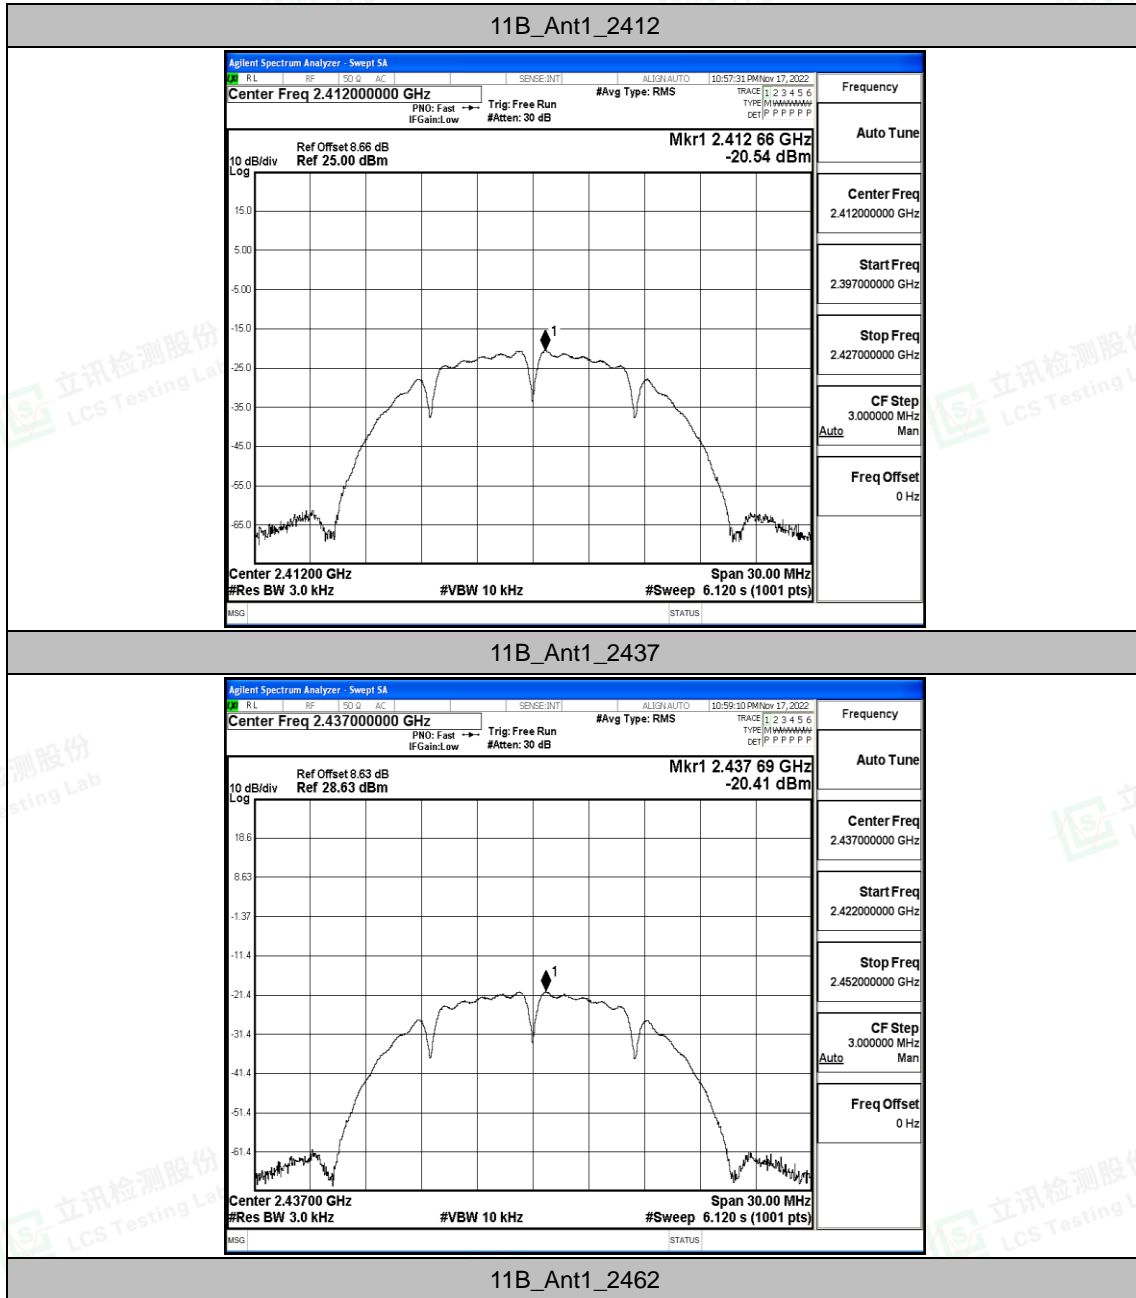 11B_Ant1_2412
Agilent Spectrum Analyzer - Swept SA
LXI RL RF 50 Ω AC SENSE:INT ALIGNAUTO 10:57:31 PM Nov 17, 2022
Center Freq 2.412000000 GHz
PNO: Fast
IFGain:Low
Trig: Free Run
#Atten: 30 dB
#Avg Type: RMS
TRACE 1 2 3 4 5 6
TYPE M WWWWW
DET P P P P P P
Ref Offset 8.66 dB
Ref 25.00 dBm
10 dB/div
Log
Mkr1 2.412 66 GHz
-20.54 dBm
15.0
5.00
-5.00
-15.0
-25.0
-35.0
-45.0
-55.0
-65.0
1
Center 2.41200 GHz
#Res BW 3.0 kHz
#VBW 10 kHz
Span 30.00 MHz
#Sweep 6.120 s (1001 pts)
MSG
STATUS
Frequency
Auto Tune
Center Freq
2.412000000 GHz
Start Freq
2.397000000 GHz
Stop Freq
2.427000000 GHz
CF Step
3.000000 MHz
Auto Man
Freq Offset
0 Hz
11B_Ant1_2437
Agilent Spectrum Analyzer - Swept SA
LXI RL RF 50 Ω AC SENSE:INT ALIGNAUTO 10:59:10 PM Nov 17, 2022
Center Freq 2.437000000 GHz
PNO: Fast
IFGain:Low
Trig: Free Run
#Atten: 30 dB
#Avg Type: RMS
TRACE 1 2 3 4 5 6
TYPE M WWWWW
DET P P P P P P
Ref Offset 8.63 dB
Ref 28.63 dBm
10 dB/div
Log
Mkr1 2.437 69 GHz
-20.41 dBm
18.6
8.63
-1.37
-11.4
-21.4
-31.4
-41.4
-51.4
-61.4
1
Center 2.43700 GHz
#Res BW 3.0 kHz
#VBW 10 kHz
Span 30.00 MHz
#Sweep 6.120 s (1001 pts)
MSG
STATUS
Frequency
Auto Tune
Center Freq
2.437000000 GHz
Start Freq
2.422000000 GHz
Stop Freq
2.452000000 GHz
CF Step
3.000000 MHz
Auto Man
Freq Offset
0 Hz
11B_Ant1_2462
立讯检测股份
LCS Testing Lab